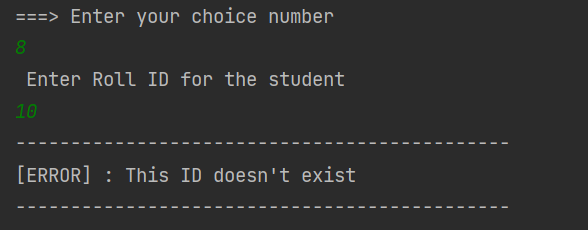 ===> Enter your choice number
8
Enter Roll ID for the student
10
---------------------------------------------
[ERROR] : This ID doesn't exist
---------------------------------------------